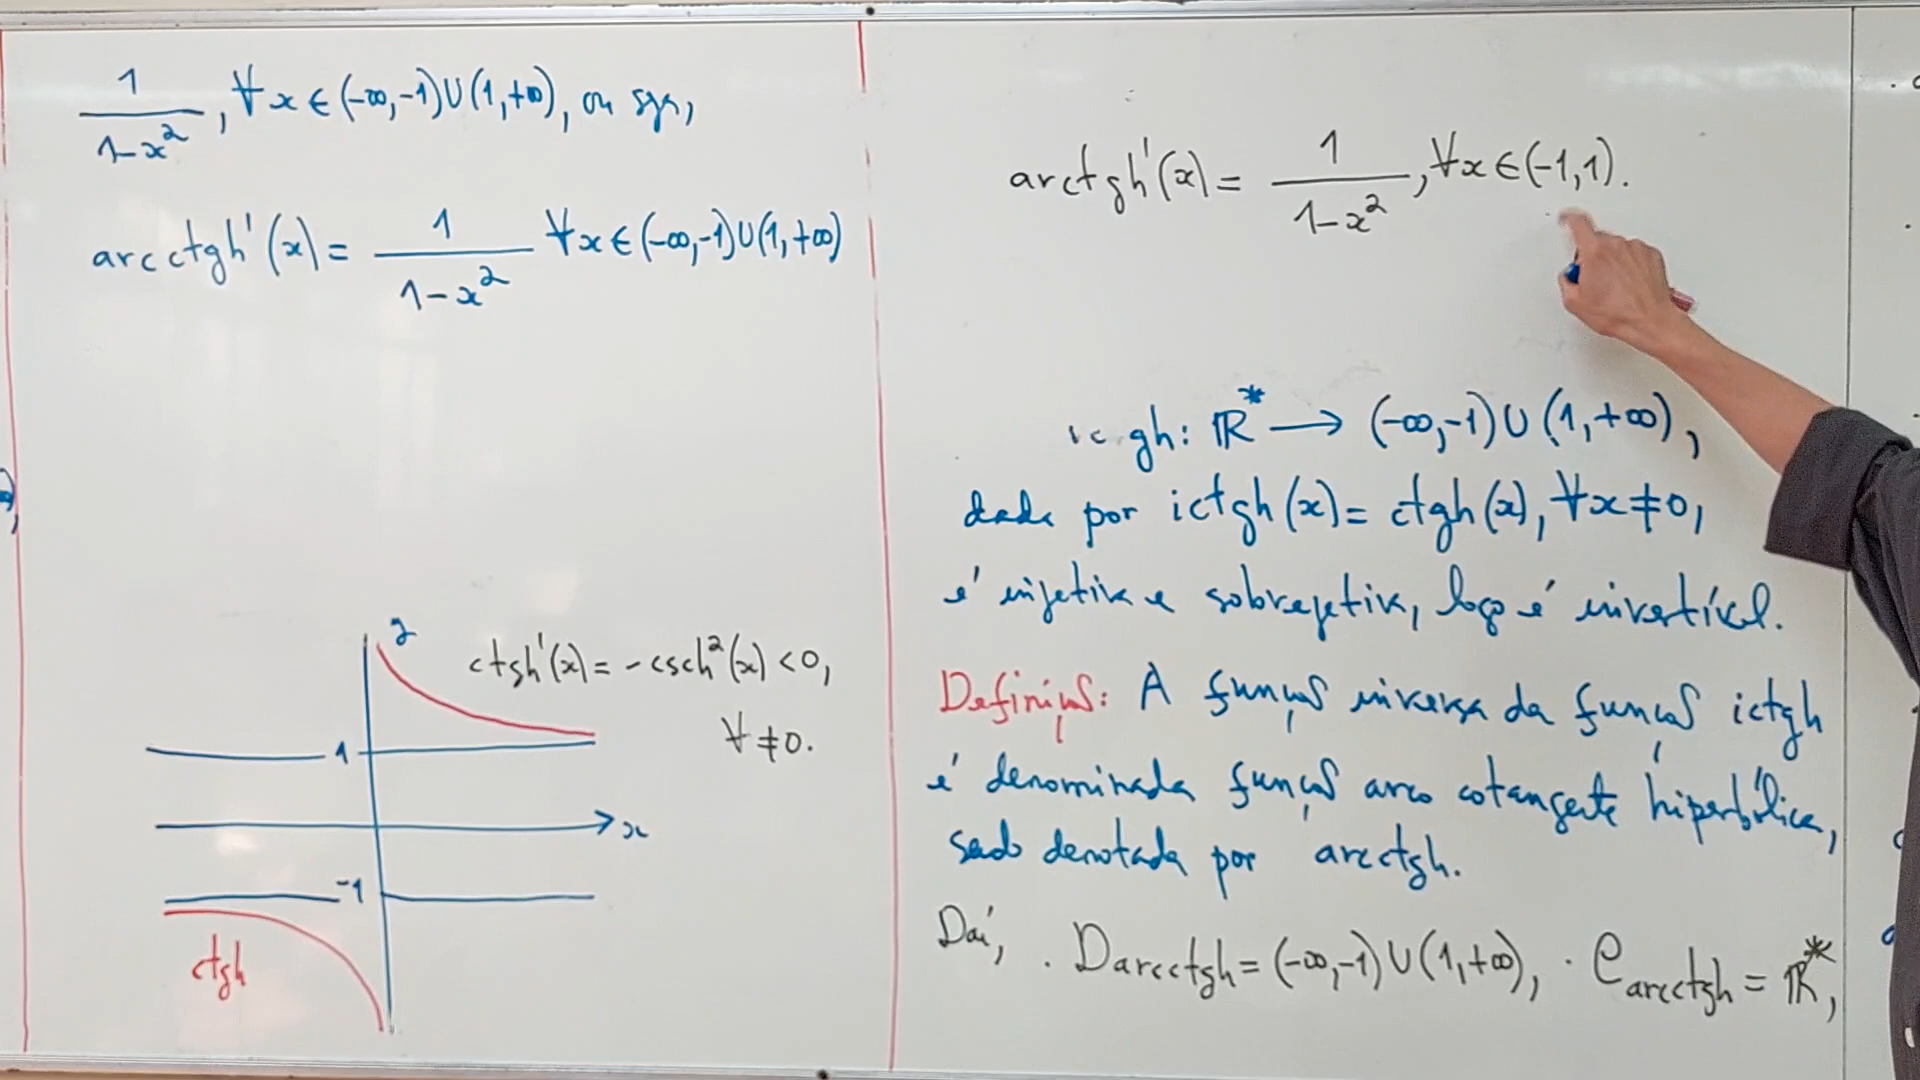 1/(1-x²), ∀x∈(-∞,-1)∪(1,+∞), ou seja,
arcctgh'(x) = 1/(1-x²) ∀x∈(-∞,-1)∪(1,+∞)
y
ctgh'(x) = -csch²(x) <0,
∀ ≠0.
1
x
-1
ctgh
arctgh'(x) = 1/(1-x²), ∀x∈(-1,1).
gh: ℝ* → (-∞,-1)∪(1,+∞),
dada por ictgh(x) = ctgh(x), ∀x≠0,
é injetiva e sobrejetiva, logo é invertível.
Definição: A função inversa da função ictgh
é denominada função arco cotangente hiperbólica,
sendo denotada por arcctgh.
Daí, · Darcctgh = (-∞,-1)∪(1,+∞), · Carcctgh = ℝ*,